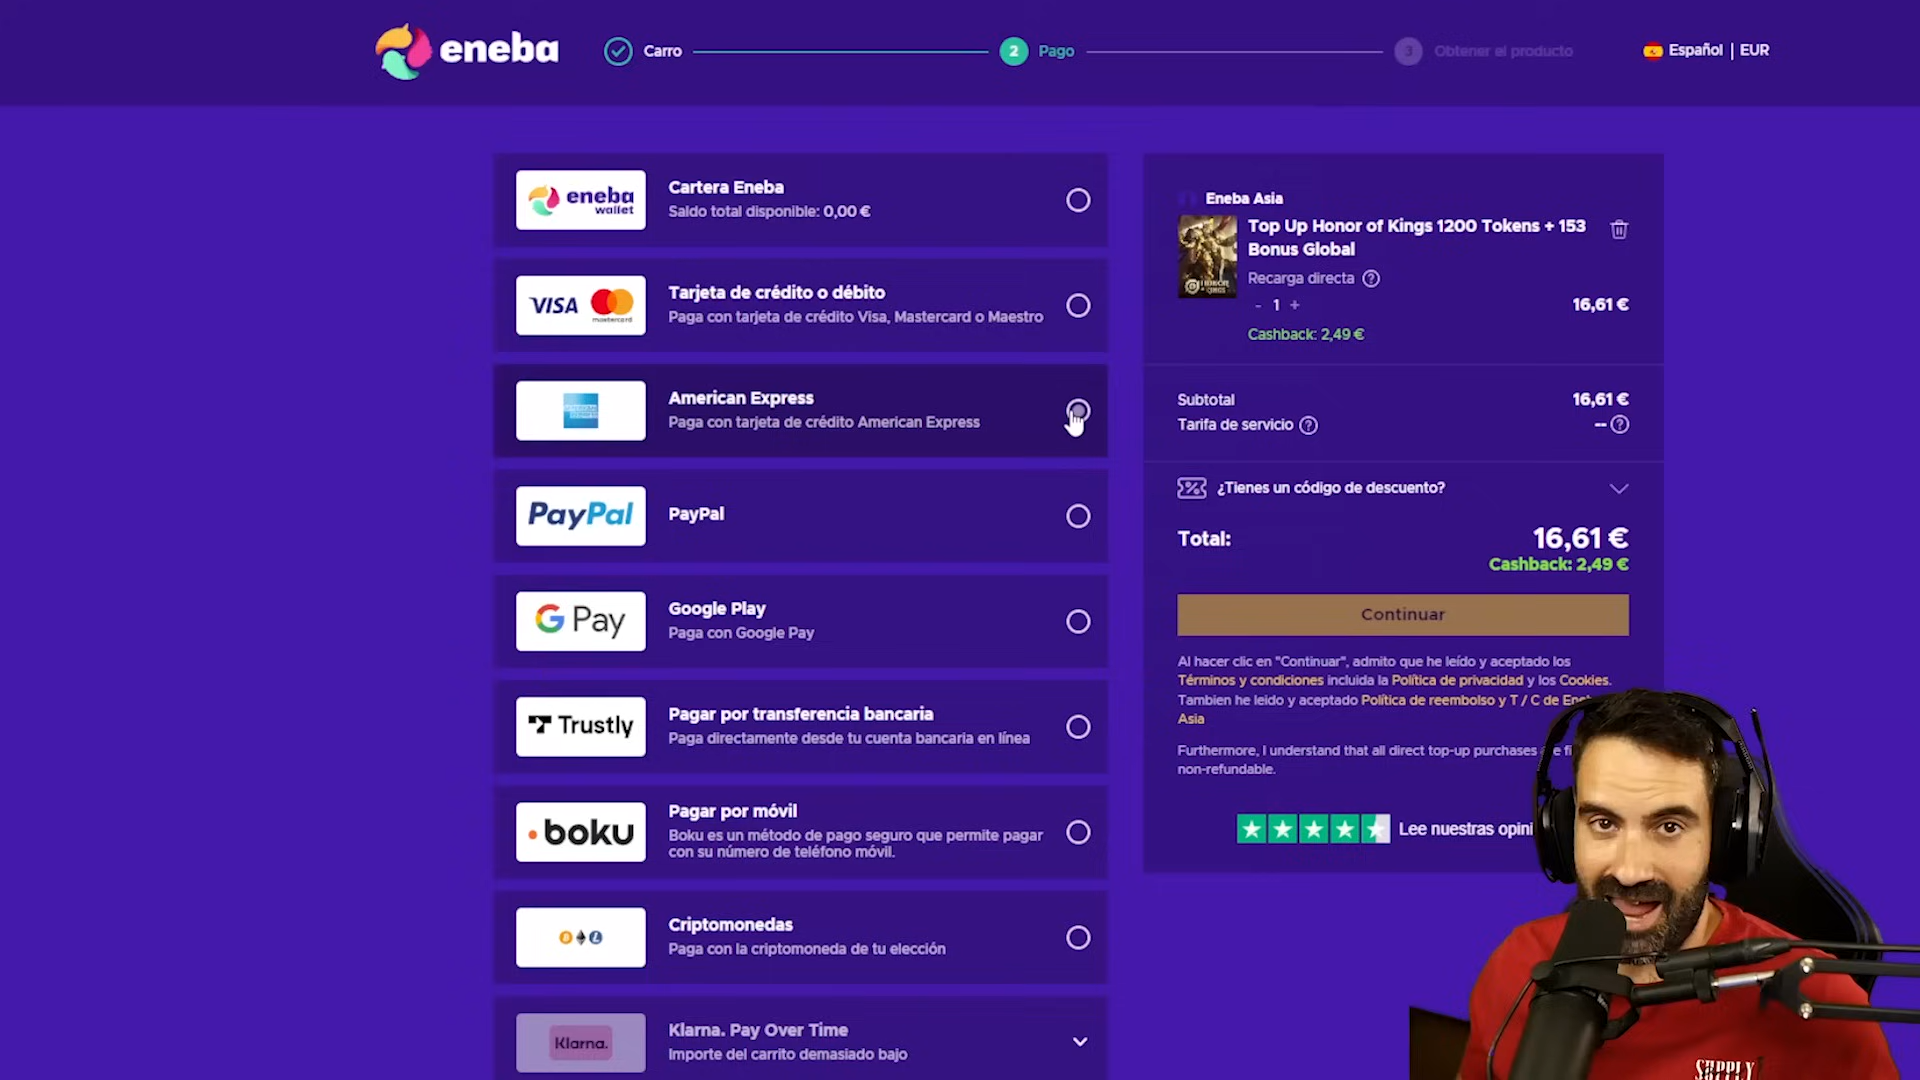 eneba
Carro
2
Pago
3
Obtener el producto
Español | EUR
eneba
wallet
Cartera Eneba
Saldo total disponible: 0,00 €
VISA
mastercard
Tarjeta de crédito o débito
Paga con tarjeta de crédito Visa, Mastercard o Maestro
American Express
Paga con tarjeta de crédito American Express
PayPal
PayPal
G Pay
Google Play
Paga con Google Pay
Trustly
Pagar por transferencia bancaria
Paga directamente desde tu cuenta bancaria en línea
boku
Pagar por móvil
Boku es un método de pago seguro que permite pagar
con su número de teléfono móvil.
Criptomonedas
Paga con la criptomoneda de tu elección
Klarna.
Klarna. Pay Over Time
Importe del carrito demasiado bajo
Eneba Asia
Top Up Honor of Kings 1200 Tokens + 153
Bonus Global
Recarga directa ?
- 1 +
16,61 €
Cashback: 2,49 €
Subtotal
16,61 €
Tarifa de servicio ?
-- ?
¿Tienes un código de descuento?
Total:
16,61 €
Cashback: 2,49 €
Continuar
Al hacer clic en "Continuar", admito que he leído y aceptado los
Términos y condiciones incluida la Política de privacidad y los Cookies.
Tambien he leido y aceptado Política de reembolso y T / C de
Asia
Furthermore, I understand that all direct top-up purchases
non-refundable.
Lee nuestras
SUPPLY